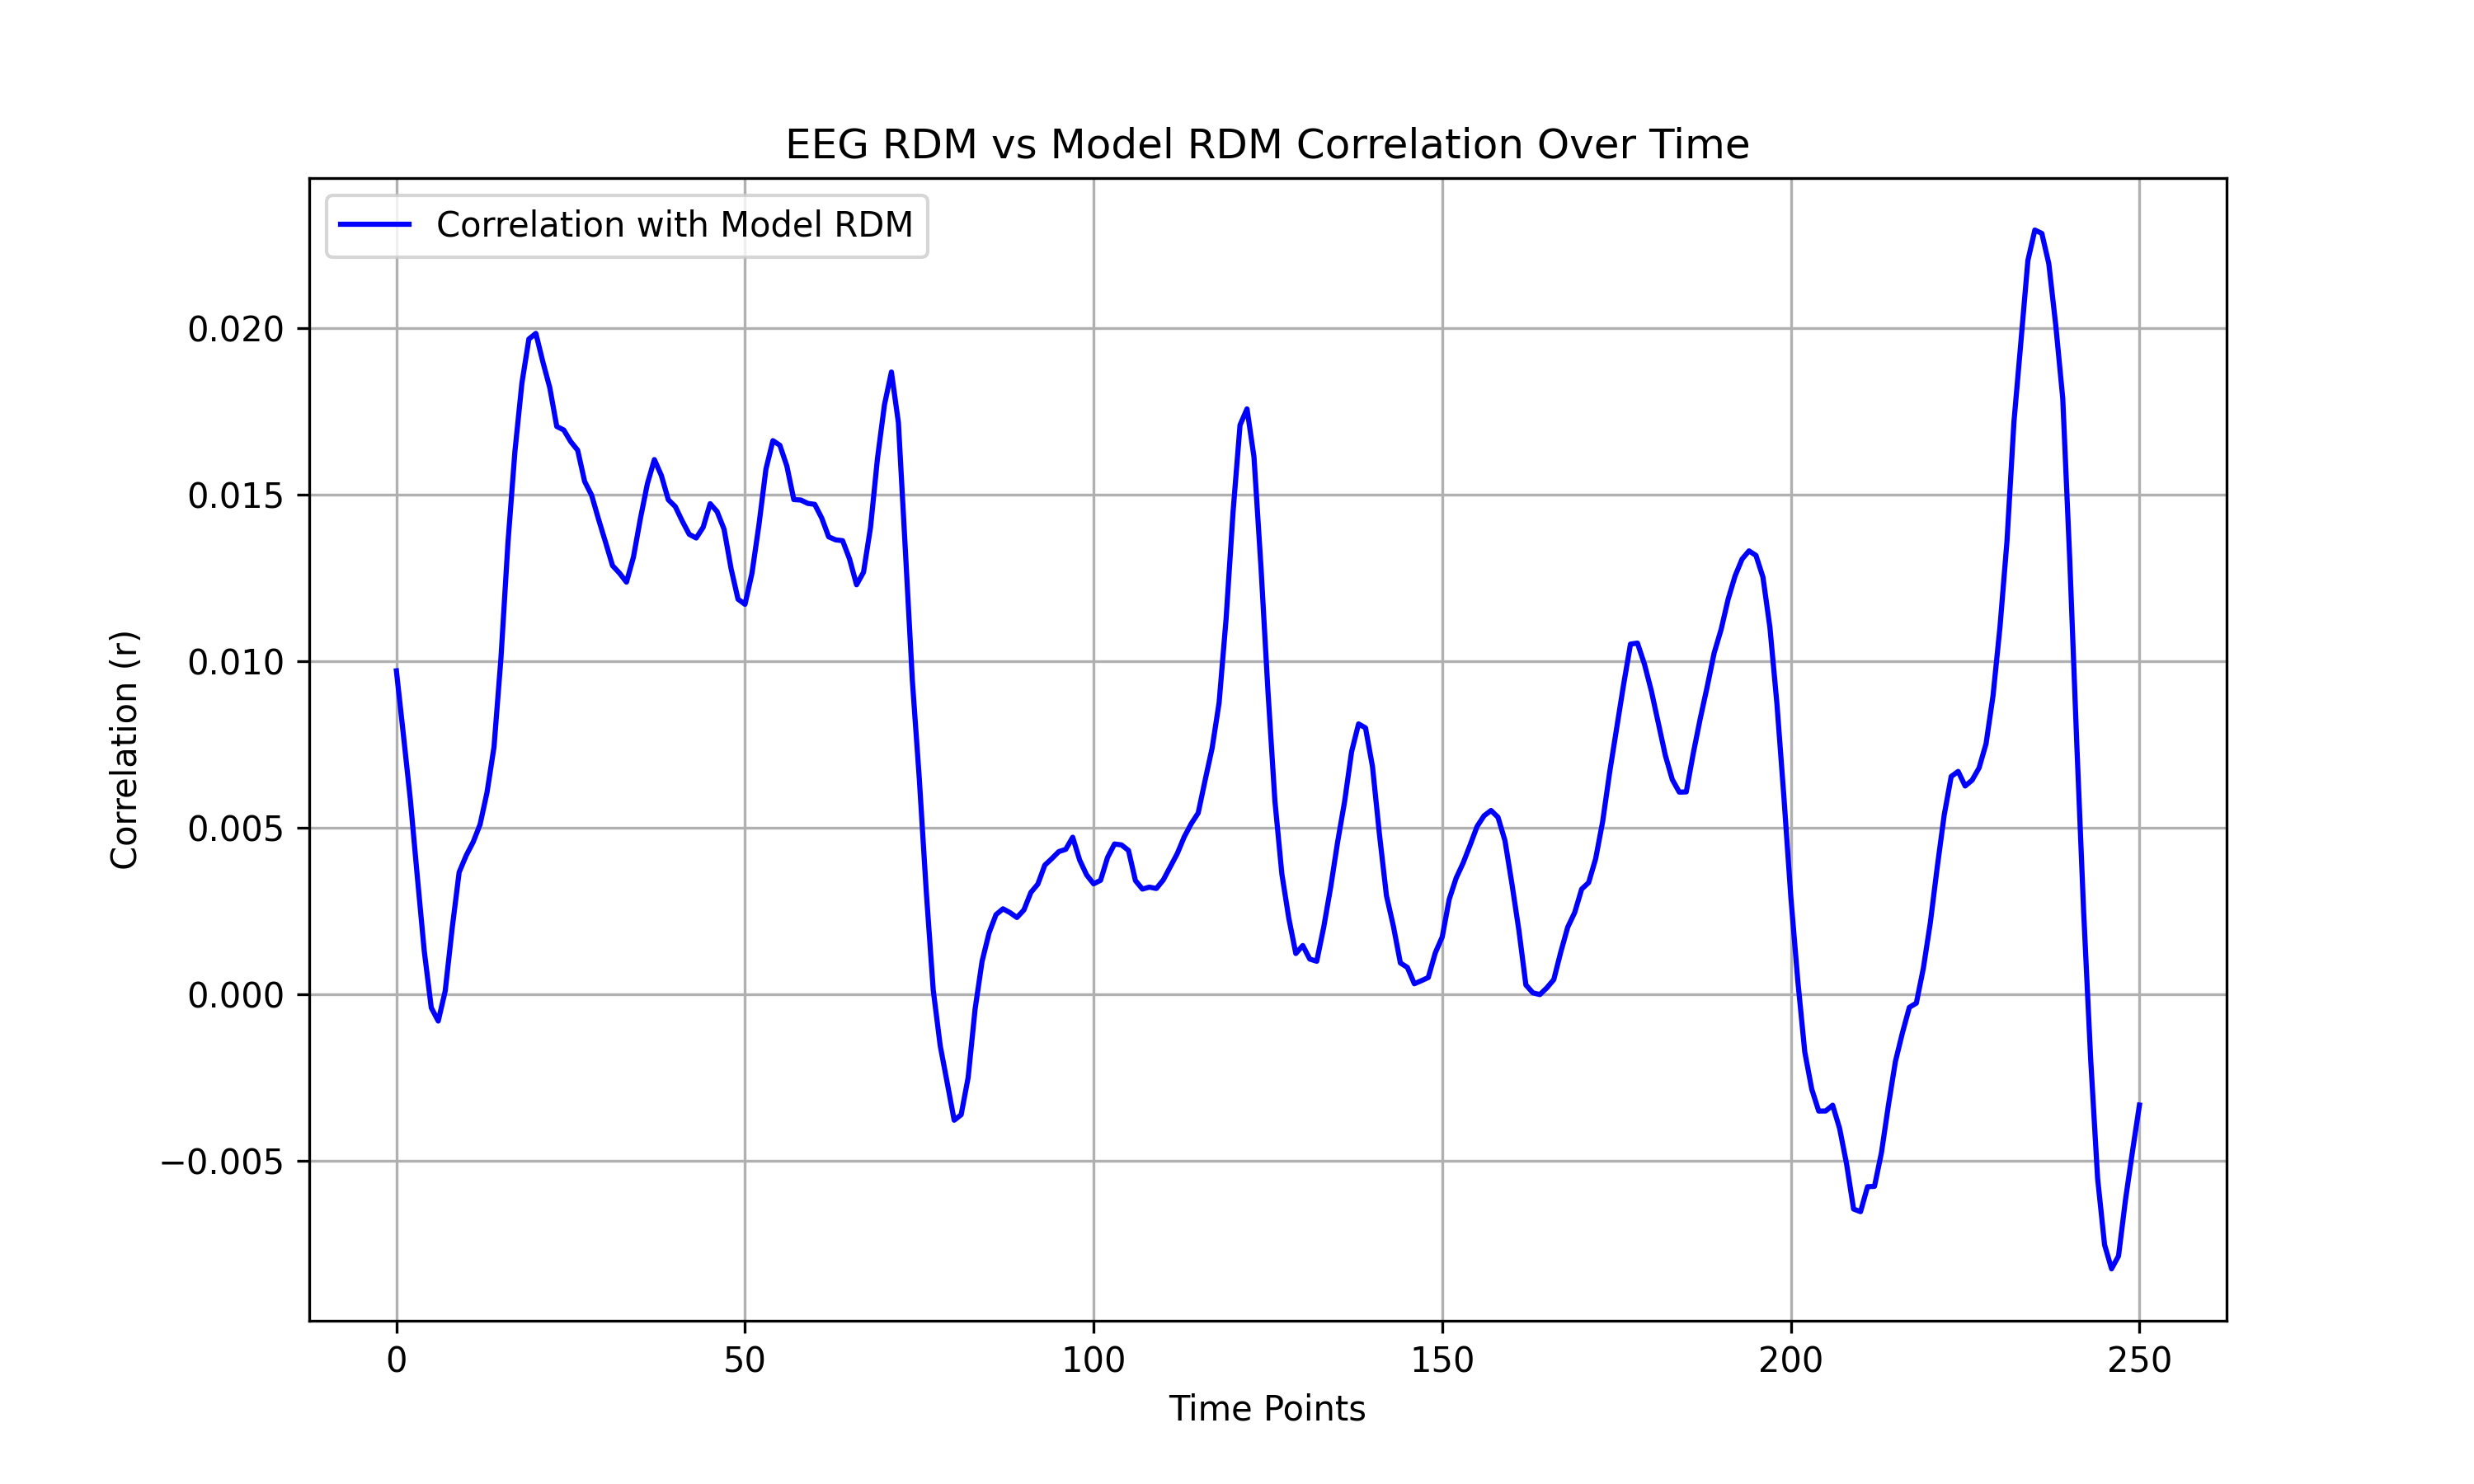 EEG RDM vs Model RDM Correlation Over Time
Correlation with Model RDM
0.020
0.015
0.010
0.005
0.000
−0.005
Correlation (r)
0 50 100 150 200 250
Time Points